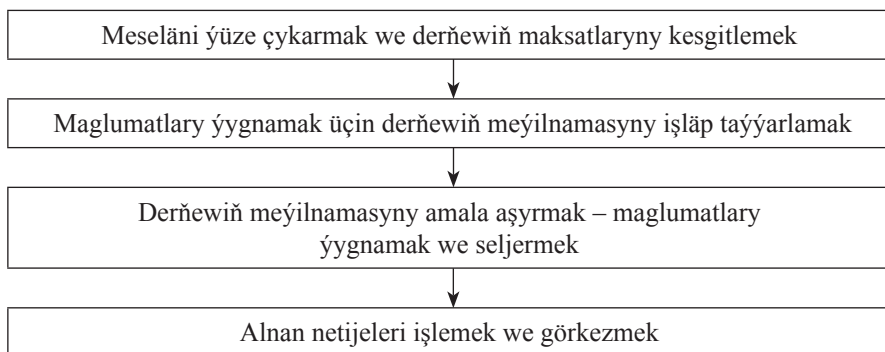 Meseläni ýüze çykarmak we derňewiň maksatlaryny kesgitlemek
Maglumatlary ýygnamak üçin derňewiň meýilnamasyny işläp taýýarlamak
Derňewiň meýilnamasyny amala aşyrmak – maglumatlary
ýygnamak we seljermek
Alnan netijeleri işlemek we görkezmek